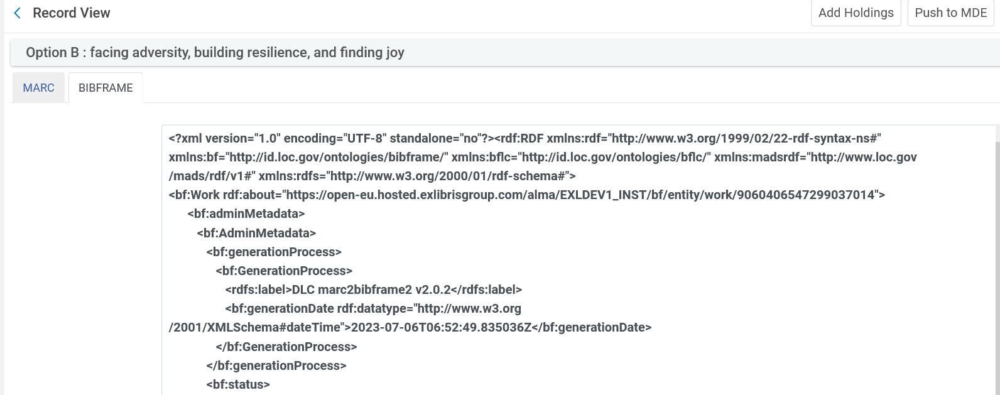 Record View
Add Holdings
Push to MDE
Option B : facing adversity, building resilience, and finding joy
MARC
BIBFRAME
<?xml version="1.0" encoding="UTF-8" standalone="no"?><rdf:RDF xmlns:rdf="http://www.w3.org/1999/02/22-rdf-syntax-ns#"
xmlns:bf="http://id.loc.gov/ontologies/bibframe/" xmlns:bflc="http://id.loc.gov/ontologies/bflc/" xmlns:madsrdf="http://www.loc.gov
/mads/rdf/v1#" xmlns:rdfs="http://www.w3.org/2000/01/rdf-schema#">
<bf:Work rdf:about="https://open-eu.hosted.exlibrisgroup.com/alma/EXLDEV1_INST/bf/entity/work/9060406547299037014">
<bf:adminMetadata>
<bf:AdminMetadata>
<bf:generationProcess>
<bf:GenerationProcess>
<rdfs:label>DLC marc2bibframe2 v2.0.2</rdfs:label>
<bf:generationDate rdf:datatype="http://www.w3.org
/2001/XMLSchema#dateTime">2023-07-06T06:52:49.835036Z</bf:generationDate>
</bf:GenerationProcess>
</bf:generationProcess>
<bf:status>